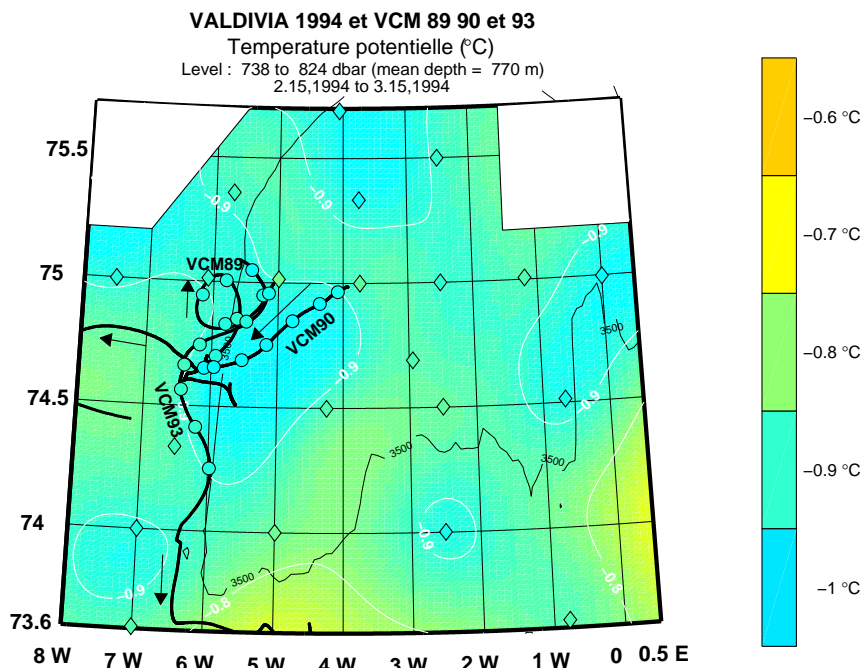 VALDIVIA 1994 et VCM 89 90 et 93
Temperature potentielle (°C)
Level : 738 to 824 dbar (mean depth = 770 m)
2.15,1994 to 3.15,1994
−0.6 °C
75.5
−0.9
−0.9
−0.7 °C
−0.9
VCM89
75
VCM90
3500
3500
−0.8 °C
−0.9
74.5
VCM93
−0.9
3500
3500
−0.9 °C
74
−0.9
3500
−0.9
−0.8
−0.8
−1 °C
73.6
8 W 7 W 6 W 5 W 4 W 3 W 2 W 1 W 0 0.5 E